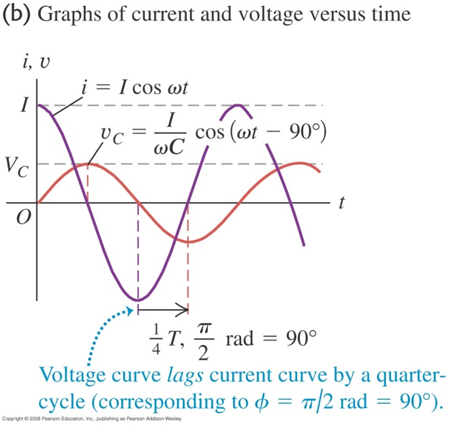 (b) Graphs of current and voltage versus time
i, v
i = I cos ωt
I
v_C = I/ωC cos (ωt − 90°)
V_C
O
t
1/4 T, π/2 rad = 90°
Voltage curve lags current curve by a quarter-
cycle (corresponding to ϕ = π/2 rad = 90°).
Copyright © 2008 Pearson Education, Inc., publishing as Pearson Addison-Wesley.